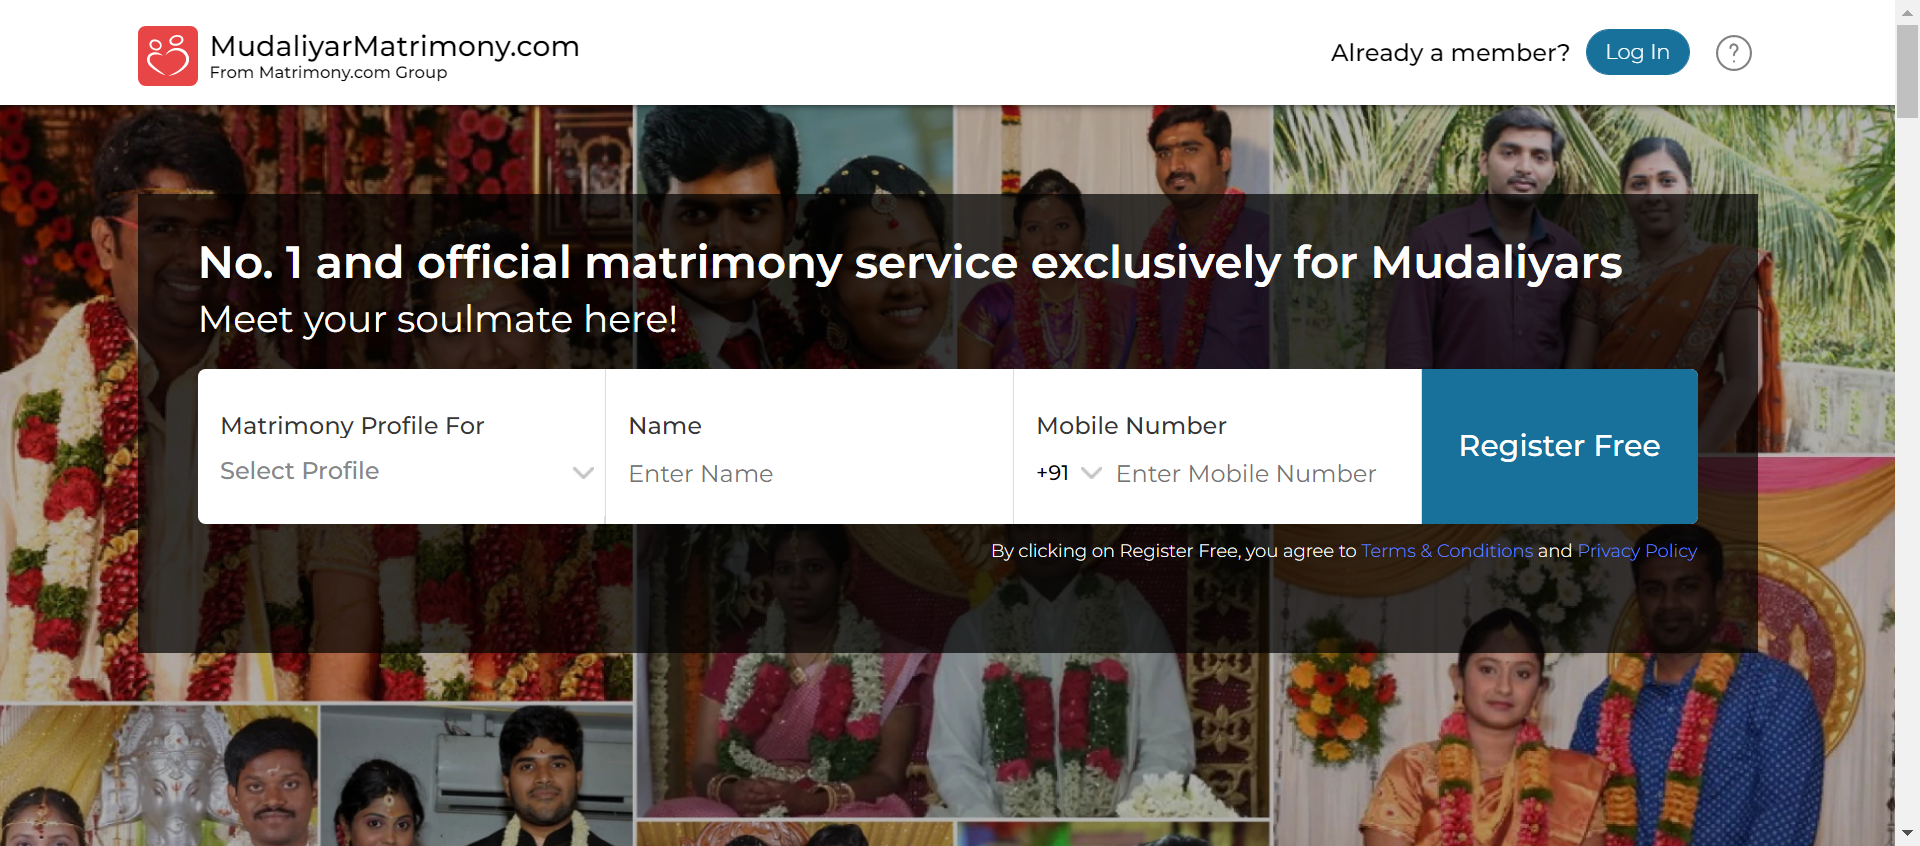 MudaliyarMatrimony.com
From Matrimony.com Group
Already a member?
Log In
?
No. 1 and official matrimony service exclusively for Mudaliyars
Meet your soulmate here!
Matrimony Profile For
Select Profile
Name
Enter Name
Mobile Number
+91
Enter Mobile Number
Register Free
By clicking on Register Free, you agree to Terms & Conditions and Privacy Policy